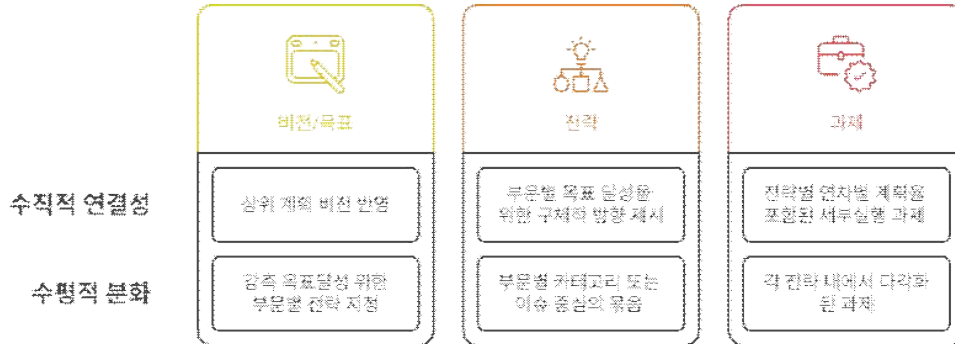 비전/목표
전략
과제
수직적 연결성
상위 계획 비전 반영
부문별 목표 달성을
위한 구체적 방향 제시
전략별 연차별 계획을
포함된 세부실행 과제
수평적 분화
감축 목표달성 위한
부문별 전략 지정
부문별 카테고리 또는
이슈 중심의 묶음
각 전략 내에서 다각화
된 과제